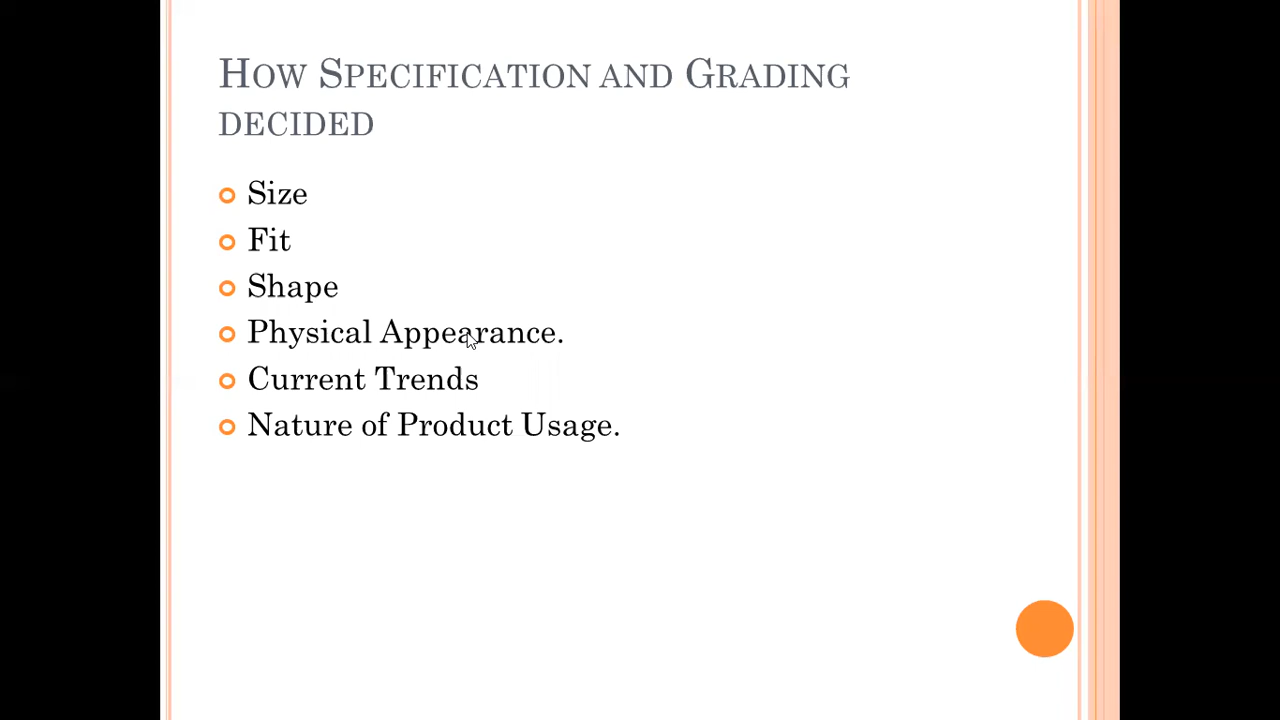 How Specification and Grading
decided
Size
Fit
Shape
Physical Appearance.
Current Trends
Nature of Product Usage.